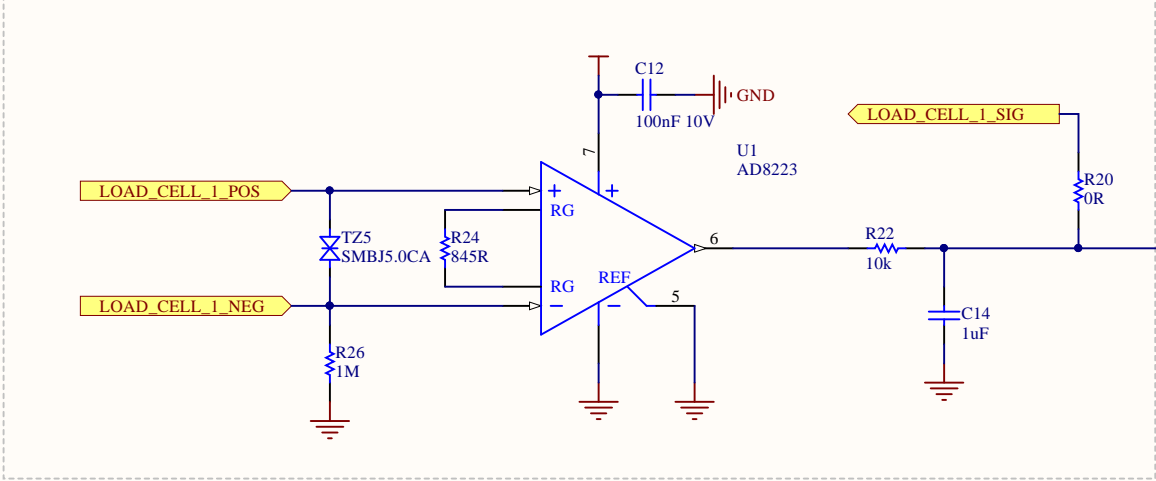 C12
GND
100nF 10V
LOAD_CELL_1_SIG
7
U1
AD8223
LOAD_CELL_1_POS
+
+
R20
0R
RG
TZ5
SMBJ5.0CA
R24
845R
6
R22
10k
REF
RG
5
LOAD_CELL_1_NEG
−
−
C14
1uF
R26
1M